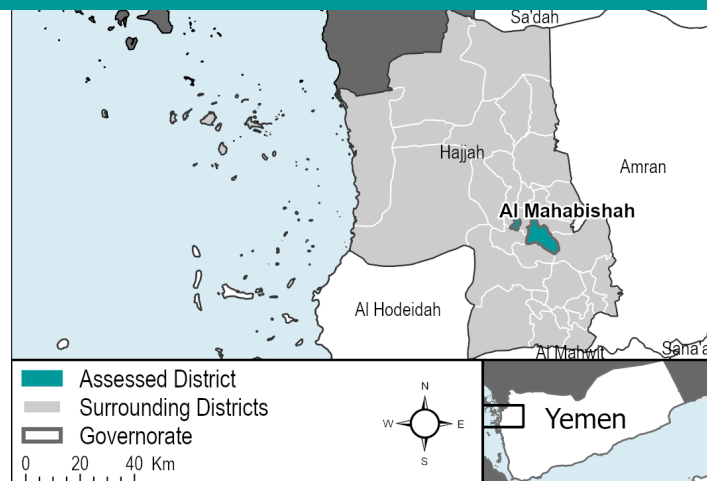 Sa'dah
Hajjah
Amran
Al Mahabishah
Al Hodeidah
Al Mahwit
Sana'a
Assessed District
Surrounding Districts
Governorate
0 20 40 Km
N
W E
S
Yemen